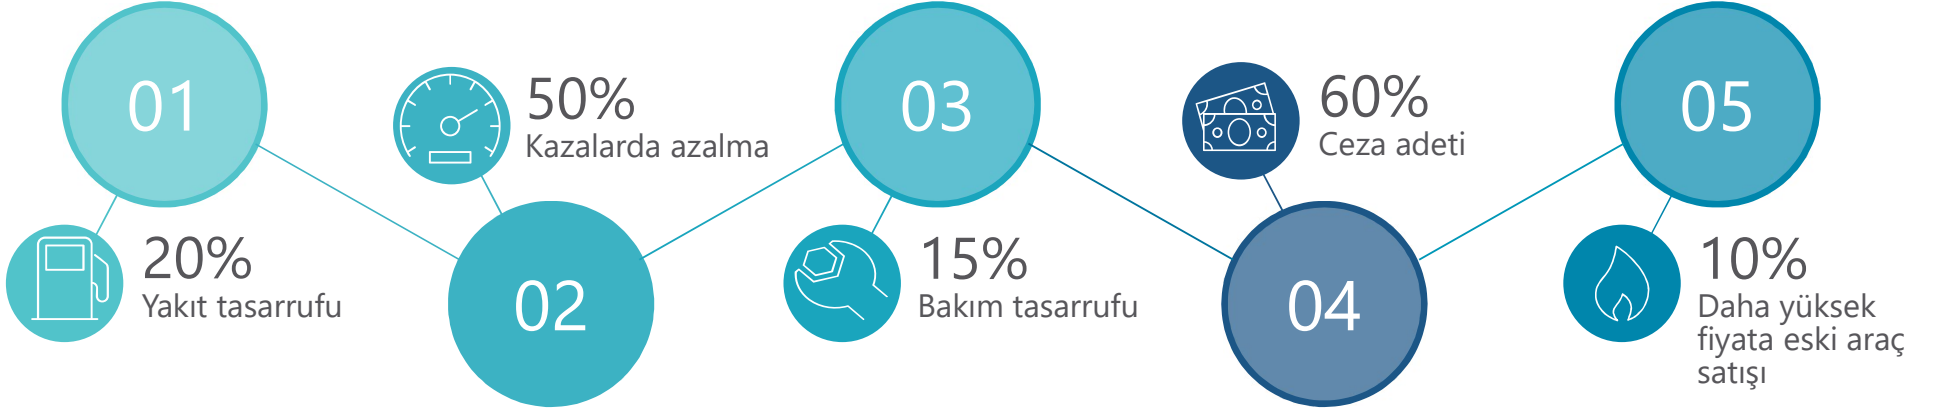 01
20%
Yakıt tasarrufu
50%
Kazalarda azalma
02
03
15%
Bakım tasarrufu
60%
Ceza adeti
04
05
10%
Daha yüksek
fiyata eski araç
satışı